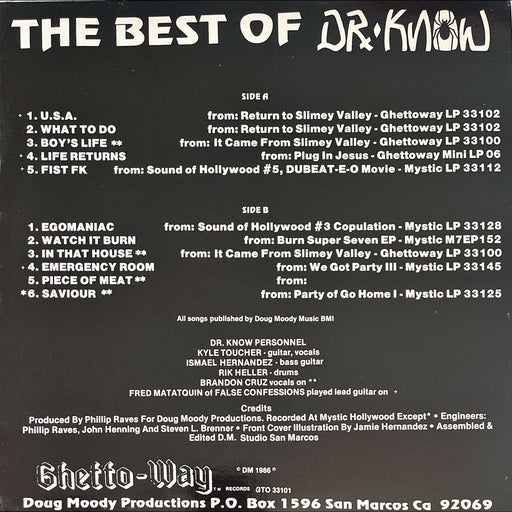 THE BEST OF DR. KNOW
SIDE A
+ 1. U.S.A. from: Return to Slimey Valley - Ghettoway LP 33102
2. WHAT TO DO from: Return to Slimey Valley - Ghettoway LP 33102
3. BOY'S LIFE ** from: It Came From Slimey Valley - Ghettoway LP 33100
+ 4. LIFE RETURNS from: Plug In Jesus - Ghettoway Mini LP 06
+ 5. FIST FK from: Sound of Hollywood #5, DUBEAT-E-O Movie - Mystic LP 33112
SIDE B
1. EGOMANIAC from: Sound of Hollywood #3 Copulation - Mystic LP 33128
2. WATCH IT BURN from: Burn Super Seven EP - Mystic M7EP152
3. IN THAT HOUSE ** from: It Came From Slimey Valley - Ghettoway LP 33100
+ 4. EMERGENCY ROOM from: We Got Party III - Mystic LP 33145
5. PIECE OF MEAT ** from:
* 6. SAVIOUR ** from: Party of Go Home I - Mystic LP 33125
All songs published by Doug Moody Music BMI
DR. KNOW PERSONNEL
KYLE TOUCHER - guitar, vocals
ISMAEL HERNANDEZ - bass guitar
RIK HELLER - drums
BRANDON CRUZ vocals on **
FRED MATATQUIN of FALSE CONFESSIONS played lead guitar on +
Credits
Produced By Phillip Raves For Doug Moody Productions. Recorded At Mystic Hollywood Except* • Engineers:
Phillip Raves, John Henning And Steven L. Brenner • Front Cover Illustration By Jamie Hernandez • Assembled &
Edited D.M. Studio San Marcos
Ghetto-Way TM RECORDS © DM 1986 ℗ GTO 33101
Doug Moody Productions P.O. Box 1596 San Marcos Ca 92069